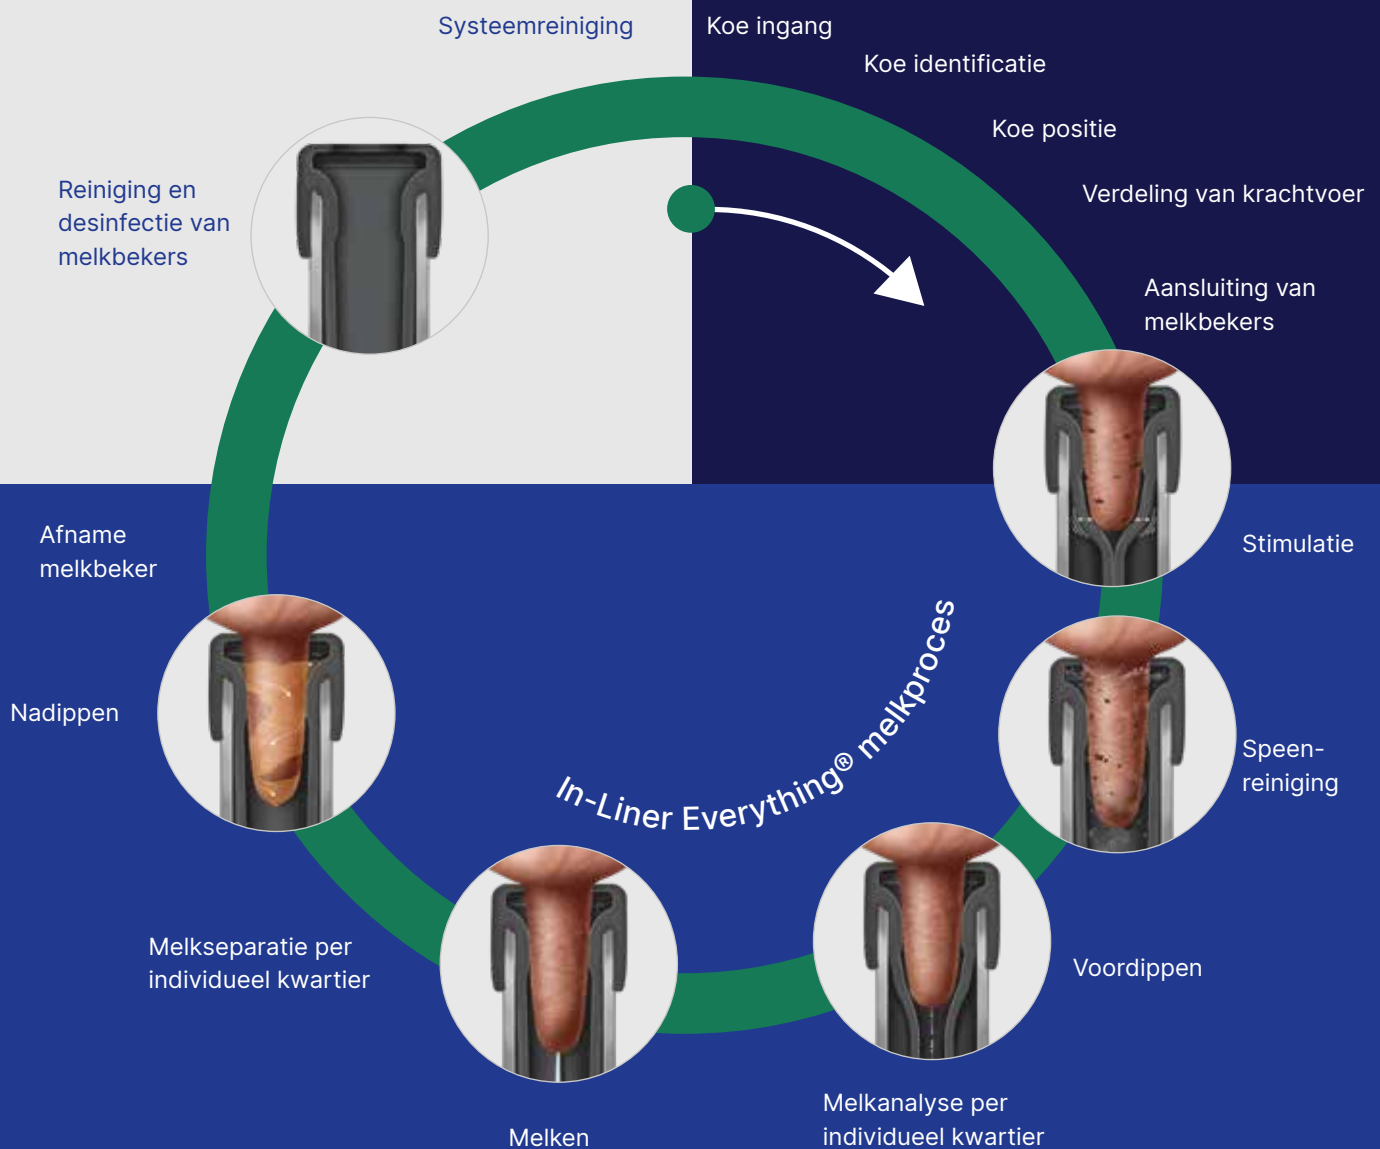 Systeemreiniging
Koe ingang
Koe identificatie
Koe positie
Verdeling van krachtvoer
Aansluiting van
melkbekers
Stimulatie
Speen-
reiniging
Voordippen
Melkanalyse per
individueel kwartier
Melken
Melkseparatie per
individueel kwartier
Nadippen
Afname
melkbeker
Reiniging en
desinfectie van
melkbekers
In-Liner Everything® melkproces